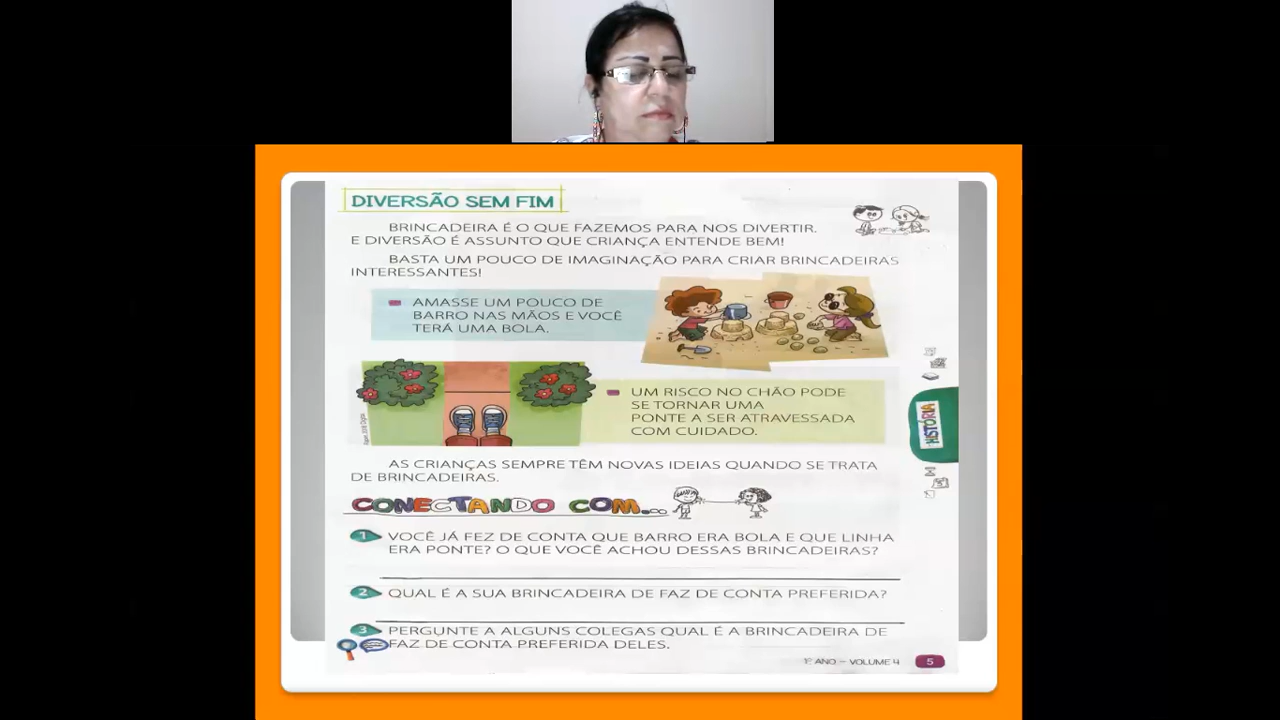 DIVERSÃO SEM FIM
BRINCADEIRA É O QUE FAZEMOS PARA NOS DIVERTIR.
E DIVERSÃO É ASSUNTO QUE CRIANÇA ENTENDE BEM!
BASTA UM POUCO DE IMAGINAÇÃO PARA CRIAR BRINCADEIRAS
INTERESSANTES!
AMASSE UM POUCO DE
BARRO NAS MÃOS E VOCÊ
TERÁ UMA BOLA.
UM RISCO NO CHÃO PODE
SE TORNAR UMA
PONTE A SER ATRAVESSADA
COM CUIDADO.
HISTÓRIA
AS CRIANÇAS SEMPRE TÊM NOVAS IDEIAS QUANDO SE TRATA
DE BRINCADEIRAS.
CONECTANDO COM...
1 VOCÊ JÁ FEZ DE CONTA QUE BARRO ERA BOLA E QUE LINHA
ERA PONTE? O QUE VOCÊ ACHOU DESSAS BRINCADEIRAS?
2 QUAL É A SUA BRINCADEIRA DE FAZ DE CONTA PREFERIDA?
3 PERGUNTE A ALGUNS COLEGAS QUAL É A BRINCADEIRA DE
FAZ DE CONTA PREFERIDA DELES.
1º ANO – VOLUME 4 5